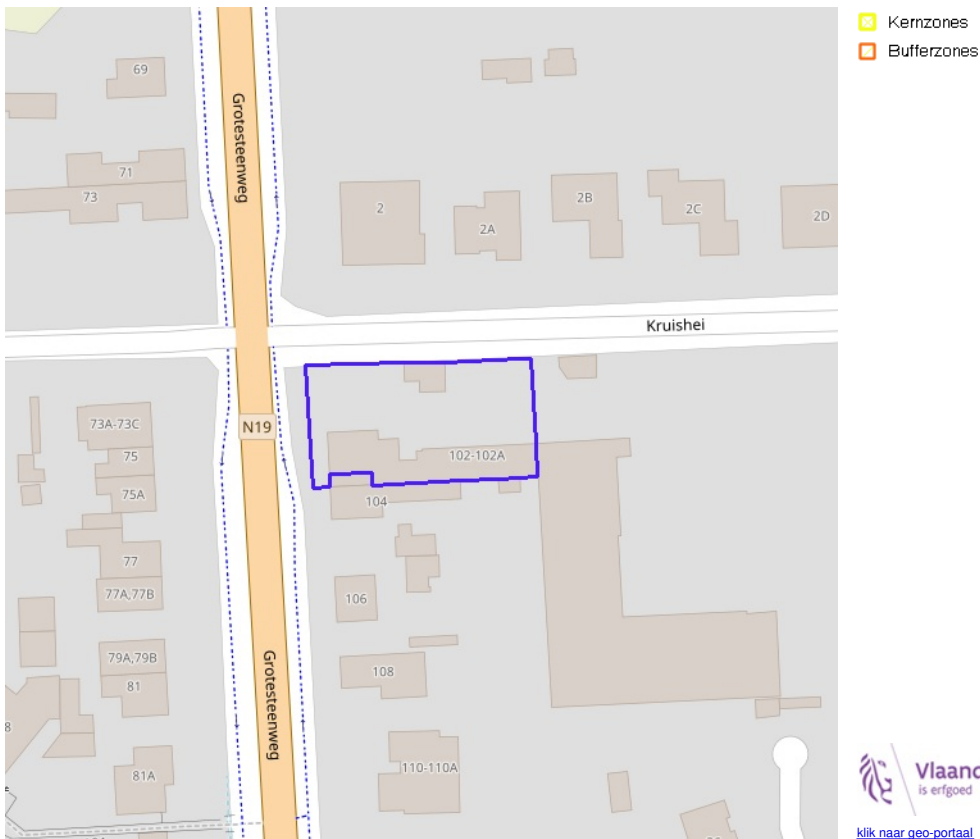 Kernzones
Bufferzones
69
Grotesteenweg
71
73
2
2A
2B
2C
2D
Kruishei
N19
73A-73C
75
75A
102-102A
104
77
77A,77B
106
79A,79B
81
108
Grotesteenweg
8
81A
110-110A
is erfgoed
klik naar geo-portaal